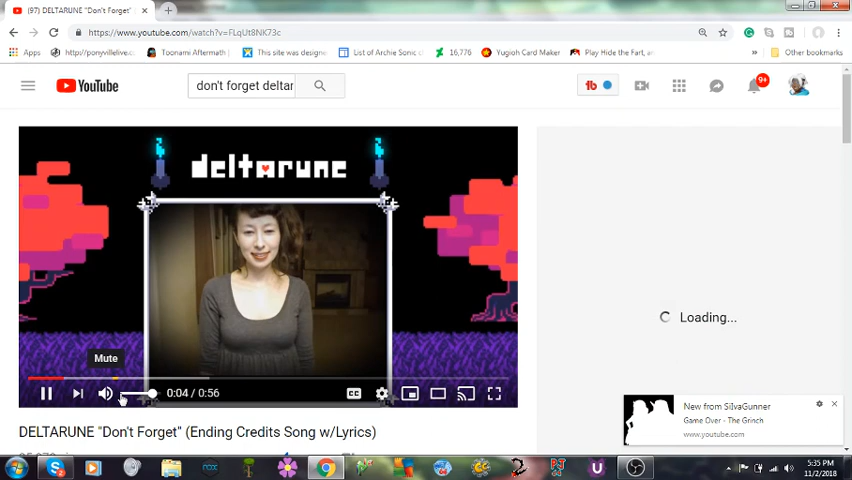 (97) DELTARUNE "Don't Forget"
https://www.youtube.com/watch?v=FLqUt8NK73c
Apps
http://ponyvillelive.c
Toonami Aftermath
This site was designe
List of Archie Sonic c
16,776
Yugioh Card Maker
Play Hide the Fart, an
Other bookmarks
YouTube
don't forget deltar
fb
9+
deltarune
Loading...
Mute
0:04 / 0:56
CC
New from SiIvaGunner
Game Over - The Grinch
www.youtube.com
DELTARUNE "Don't Forget" (Ending Credits Song w/Lyrics)
5:35 PM
11/2/2018